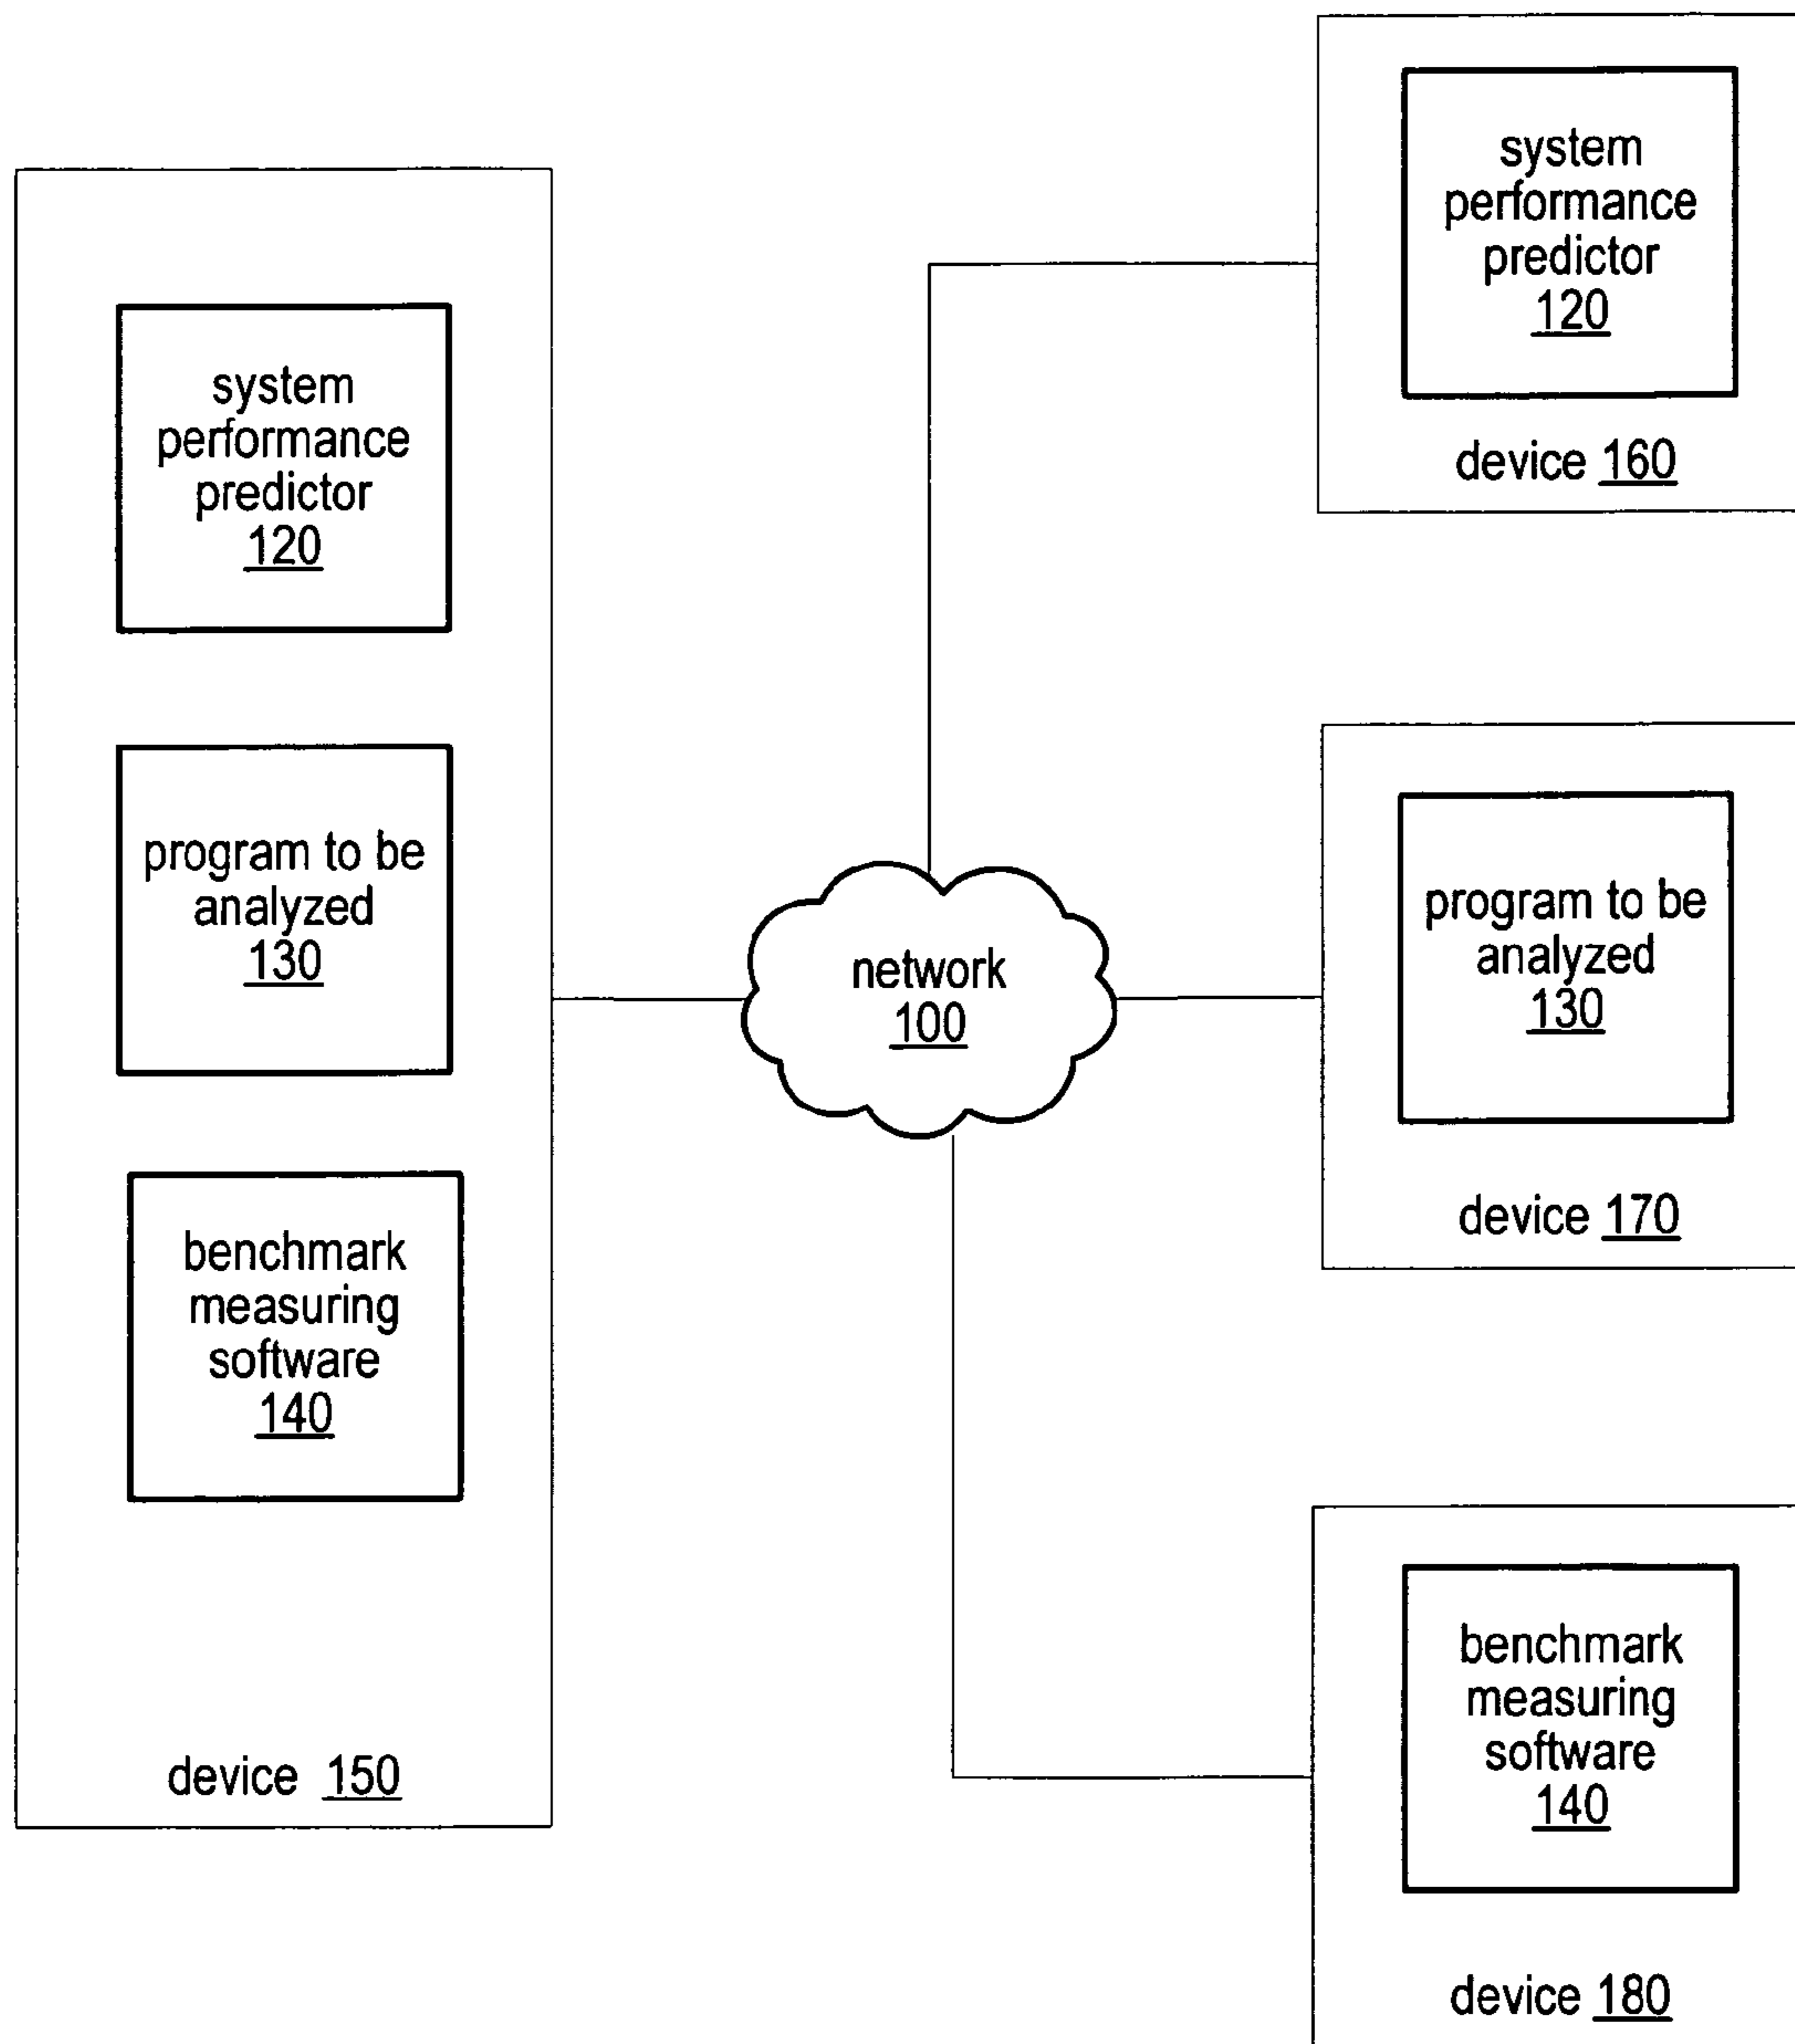 system
performance
predictor
120
program to be
analyzed
130
benchmark
measuring
software
140
device 150
network
100
system
performance
predictor
120
device 160
program to be
analyzed
130
device 170
benchmark
measuring
software
140
device 180